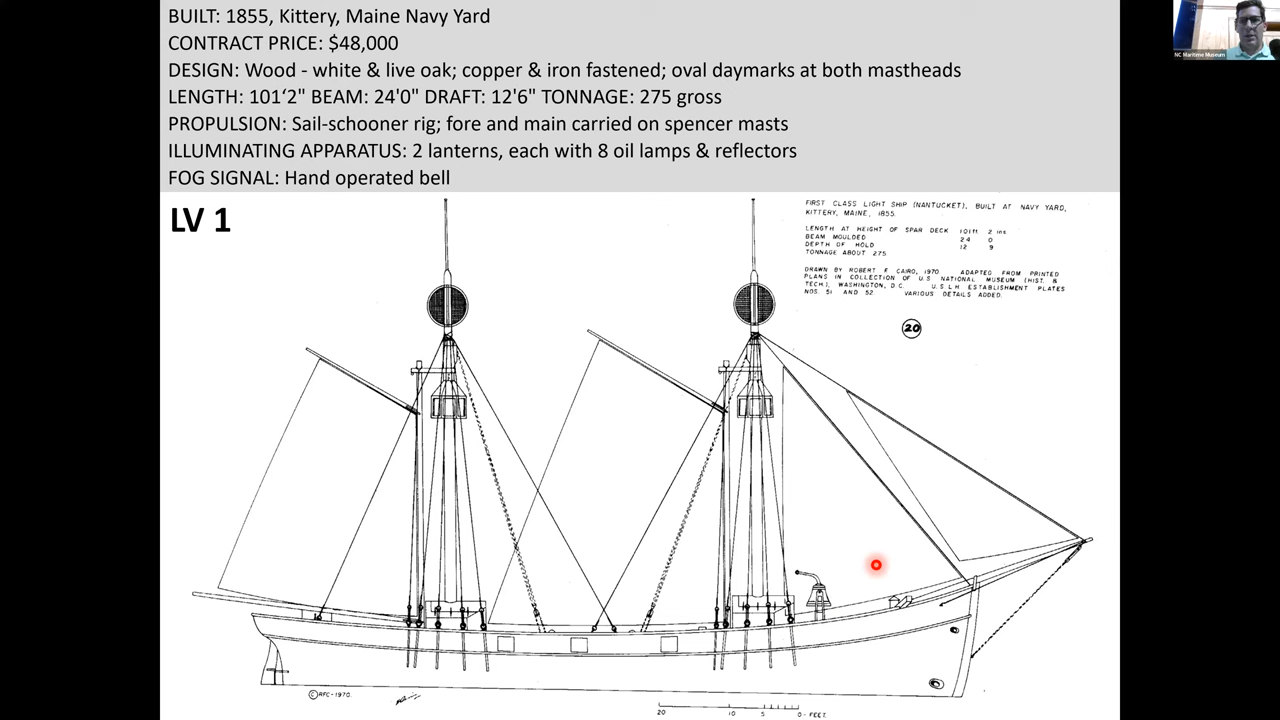 BUILT: 1855, Kittery, Maine Navy Yard
CONTRACT PRICE: $48,000
DESIGN: Wood - white & live oak; copper & iron fastened; oval daymarks at both mastheads
LENGTH: 101‘2" BEAM: 24'0" DRAFT: 12'6" TONNAGE: 275 gross
PROPULSION: Sail-schooner rig; fore and main carried on spencer masts
ILLUMINATING APPARATUS: 2 lanterns, each with 8 oil lamps & reflectors
FOG SIGNAL: Hand operated bell
NC Maritime Museum
LV 1
FIRST CLASS LIGHT SHIP (NANTUCKET), BUILT AT NAVY YARD,
KITTERY, MAINE, 1855.
LENGTH AT HEIGHT OF SPAR DECK 101 ft. 2 ins.
BEAM MOULDED 24 0
DEPTH OF HOLD 12 9
TONNAGE ABOUT 275.
DRAWN BY ROBERT F. CAIRO, 1970. ADAPTED FROM PRINTED
PLANS IN COLLECTION OF U.S. NATIONAL MUSEUM (HIST. &
TECH.), WASHINGTON, D.C. U.S.L.H. ESTABLISHMENT PLATES
NOS. 51 AND 52. VARIOUS DETAILS ADDED.
20
© RFC-1970.
20 10 5 0 - FEET.